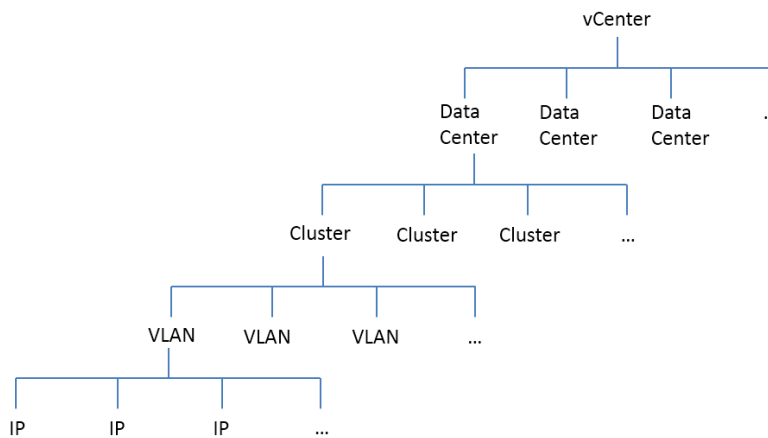 vCenter
Data Data Data ..
Center Center Center
Cluster Cluster Cluster ...
VLAN VLAN VLAN ...
IP IP IP ...